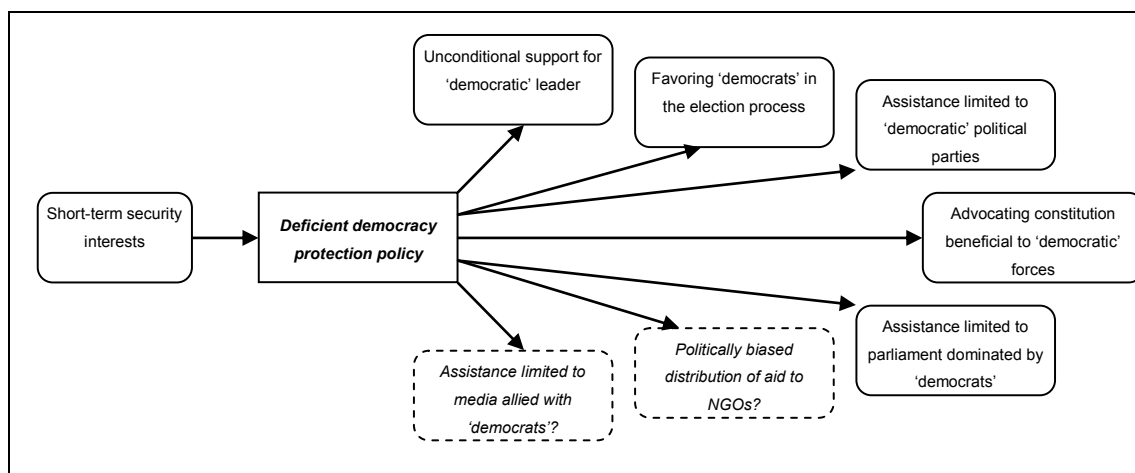 Unconditional support for
‘democratic’ leader
Favoring ‘democrats’ in
the election process
Assistance limited to
‘democratic’ political
parties
Short-term security
interests
Deficient democracy
protection policy
Advocating constitution
beneficial to ‘democratic’
forces
Assistance limited to
parliament dominated by
‘democrats’
Politically biased
distribution of aid to
NGOs?
Assistance limited to
media allied with
‘democrats’?